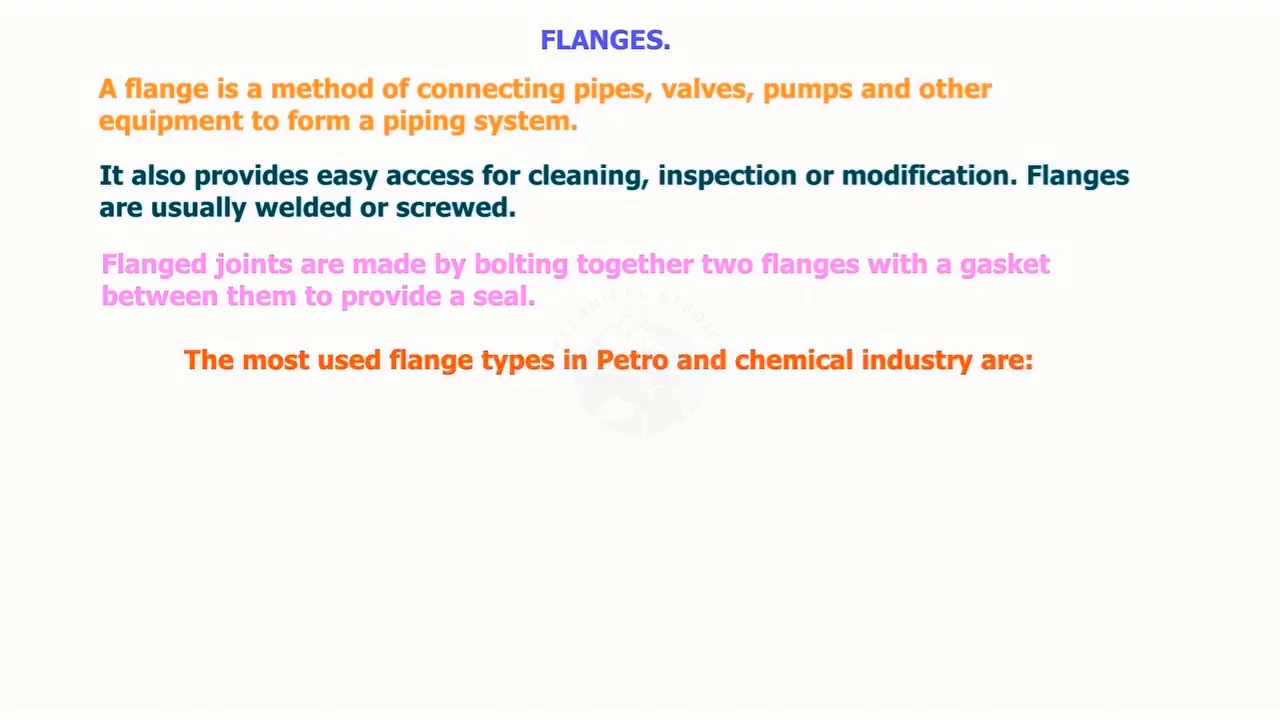 FLANGES.
A flange is a method of connecting pipes, valves, pumps and other
equipment to form a piping system.
It also provides easy access for cleaning, inspection or modification. Flanges
are usually welded or screwed.
Flanged joints are made by bolting together two flanges with a gasket
between them to provide a seal.
TECHNICAL STUDIES
The most used flange types in Petro and chemical industry are: